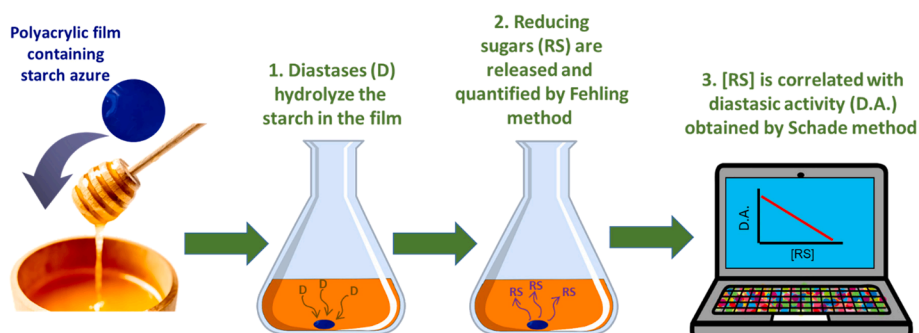 Polyacrylic film
containing
starch azure
1. Diastases (D)
hydrolyze the
starch in the film
2. Reducing
sugars (RS) are
released and
quantified by Fehling
method
3. [RS] is correlated with
diastasic activity (D.A.)
obtained by Schade method
D D D
RS RS RS
D.A.
[RS]